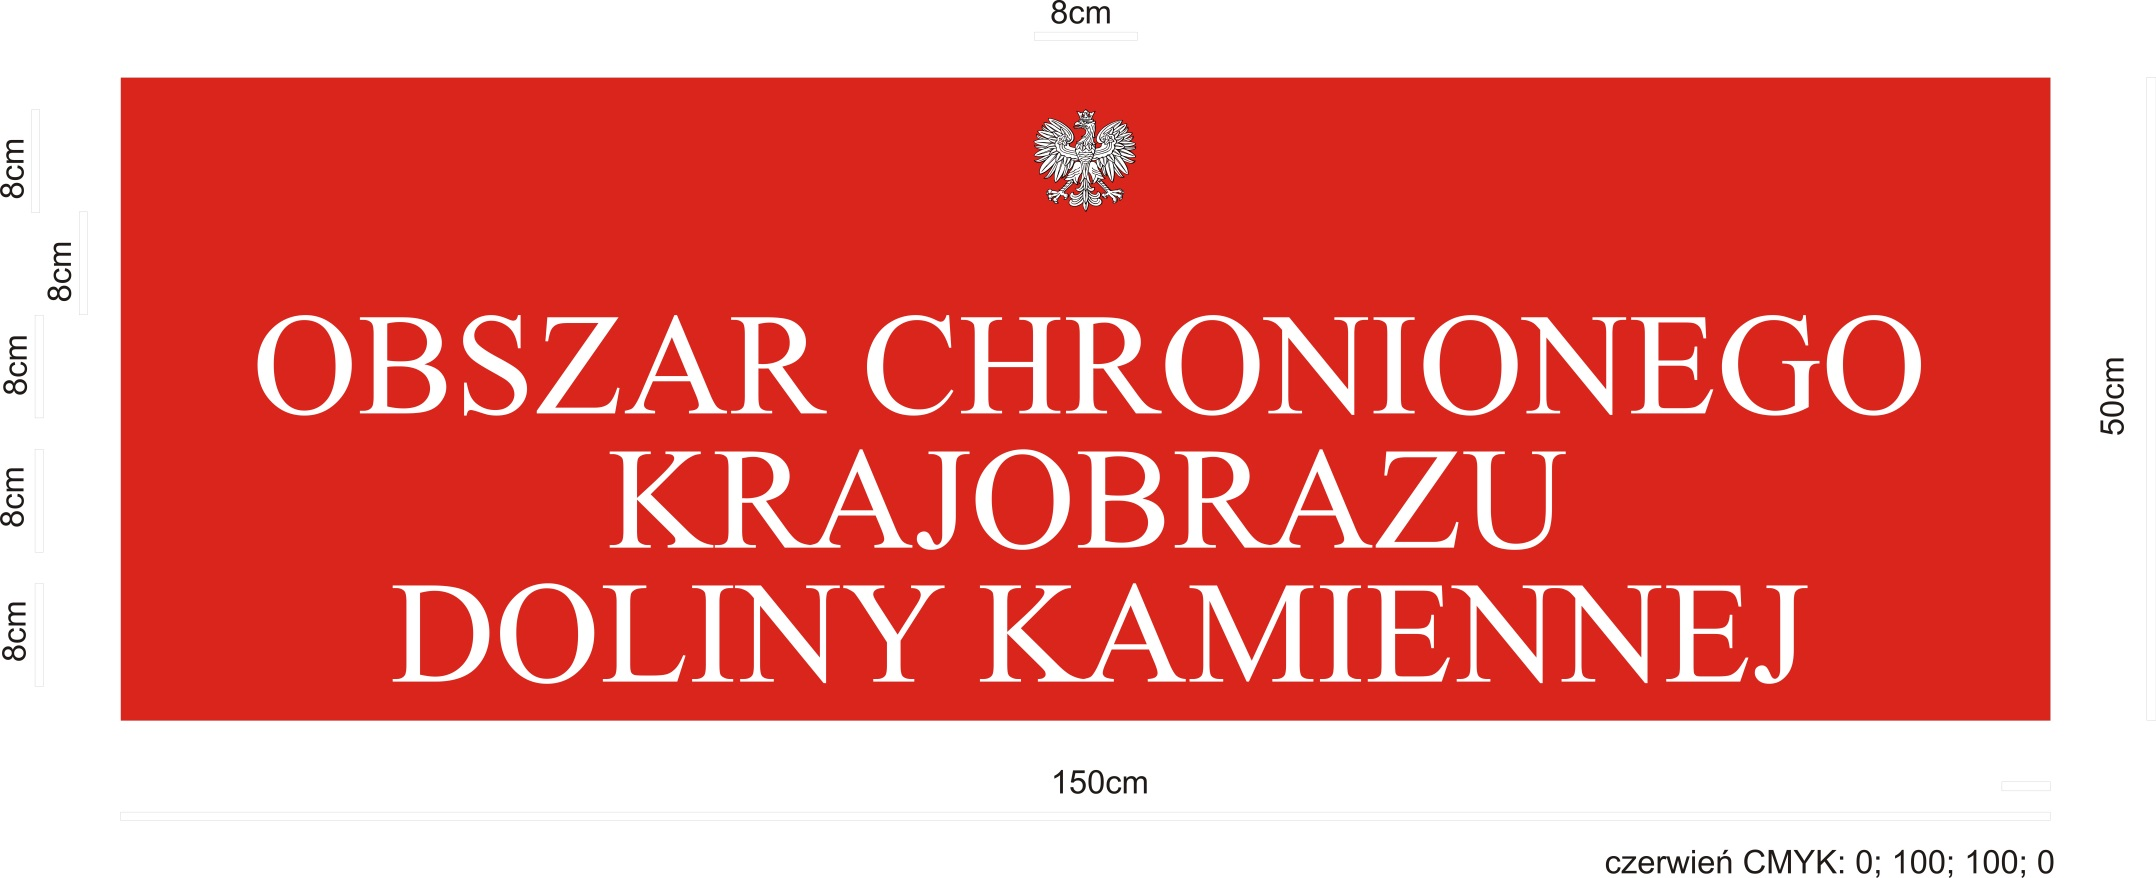 8cm
8cm
8cm
OBSZAR CHRONIONEGO
8cm
KRAJOBRAZU
8cm
DOLINY KAMIENNEJ
8cm
50cm
150cm
czerwień CMYK: 0; 100; 100; 0